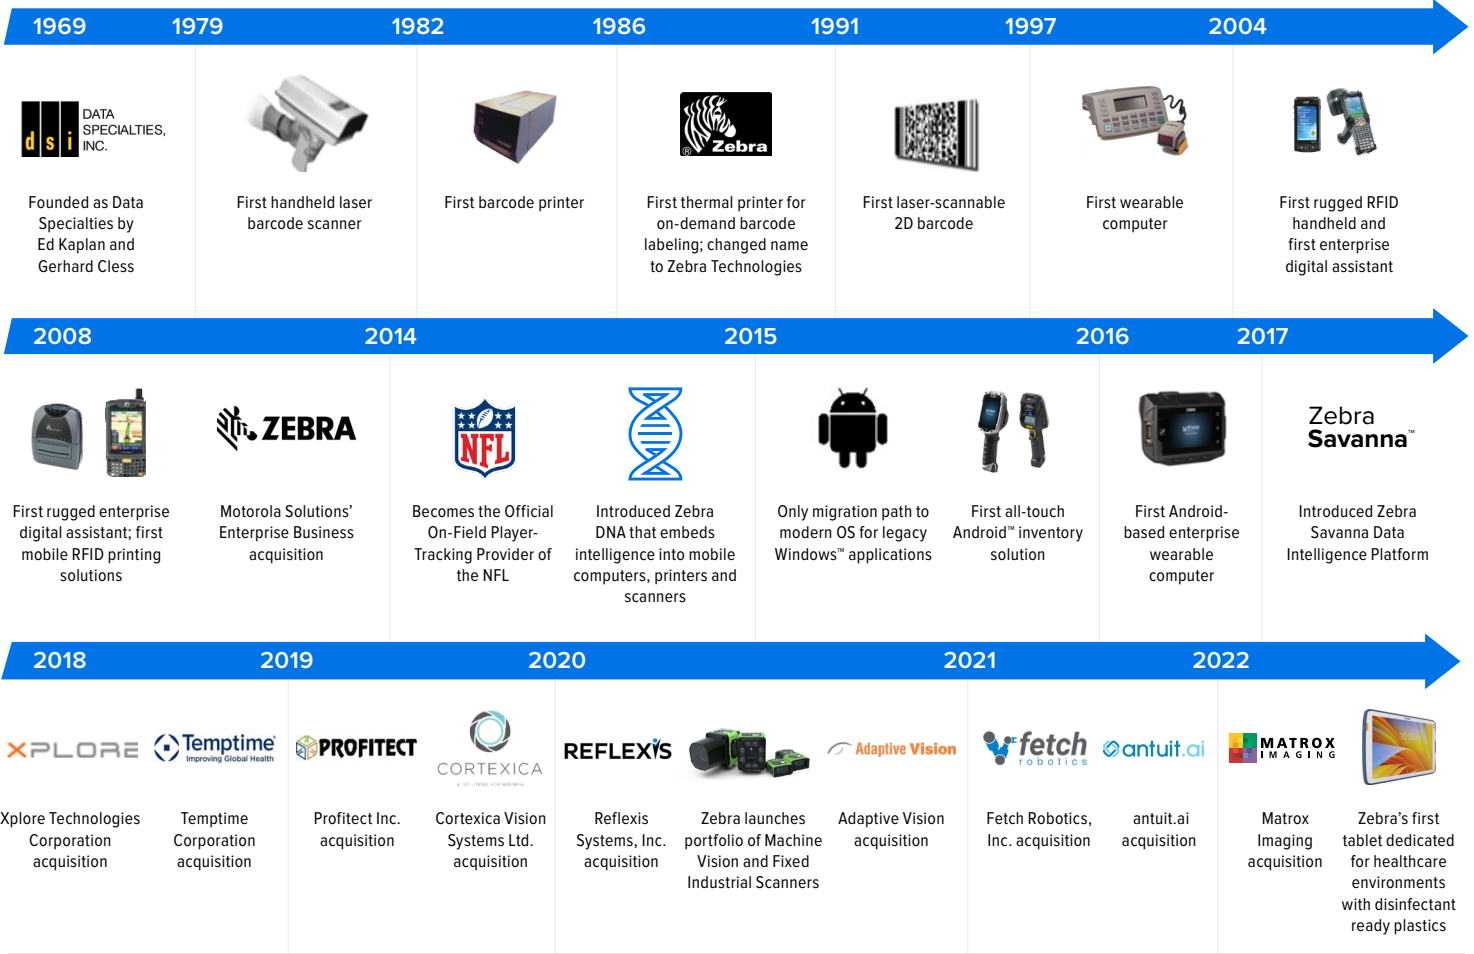 1969 1979 1982 1986 1991 1997 2004
dsi
DATA
SPECIALTIES,
INC.
Founded as Data
Specialties by
Ed Kaplan and
Gerhard Cless
First handheld laser
barcode scanner
First barcode printer
® Zebra
First thermal printer for
on-demand barcode
labeling; changed name
to Zebra Technologies
First laser-scannable
2D barcode
First wearable
computer
First rugged RFID
handheld and
first enterprise
digital assistant
2008 2014 2015 2016 2017
First rugged enterprise
digital assistant; first
mobile RFID printing
solutions
ZEBRA
Motorola Solutions’
Enterprise Business
acquisition
NFL
Becomes the Official
On-Field Player-
Tracking Provider of
the NFL
Introduced Zebra
DNA that embeds
intelligence into mobile
computers, printers and
scanners
Only migration path to
modern OS for legacy
Windows™ applications
First all-touch
Android™ inventory
solution
First Android-
based enterprise
wearable
computer
Zebra
Savanna™
Introduced Zebra
Savanna Data
Intelligence Platform
2018 2019 2020 2021 2022
XPLORE
Xplore Technologies
Corporation
acquisition
Temptime®
Improving Global Health
Temptime
Corporation
acquisition
PROFITECT
Profitect Inc.
acquisition
CORTEXICA
AI SOLUTIONS FOR BUSINESS
Cortexica Vision
Systems Ltd.
acquisition
REFLEXIS
Reflexis
Systems, Inc.
acquisition
Zebra launches
portfolio of Machine
Vision and Fixed
Industrial Scanners
Adaptive Vision
Adaptive Vision
acquisition
fetch
robotics
Fetch Robotics,
Inc. acquisition
antuit.ai
antuit.ai
acquisition
MATROX
IMAGING
Matrox
Imaging
acquisition
Zebra’s first
tablet dedicated
for healthcare
environments
with disinfectant
ready plastics